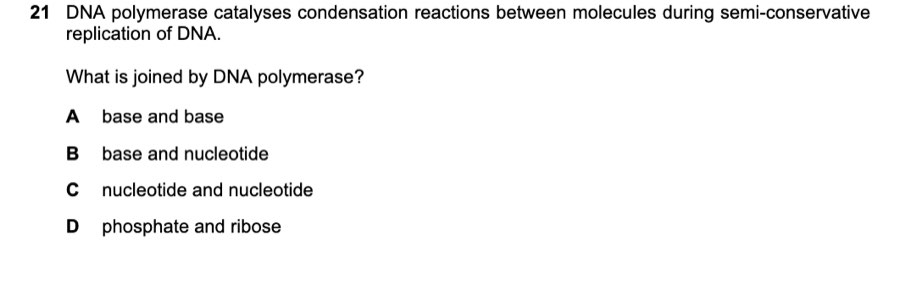 21 DNA polymerase catalyses condensation reactions between molecules during semi-conservative
replication of DNA.
What is joined by DNA polymerase?
A base and base
B base and nucleotide
C nucleotide and nucleotide
D phosphate and ribose